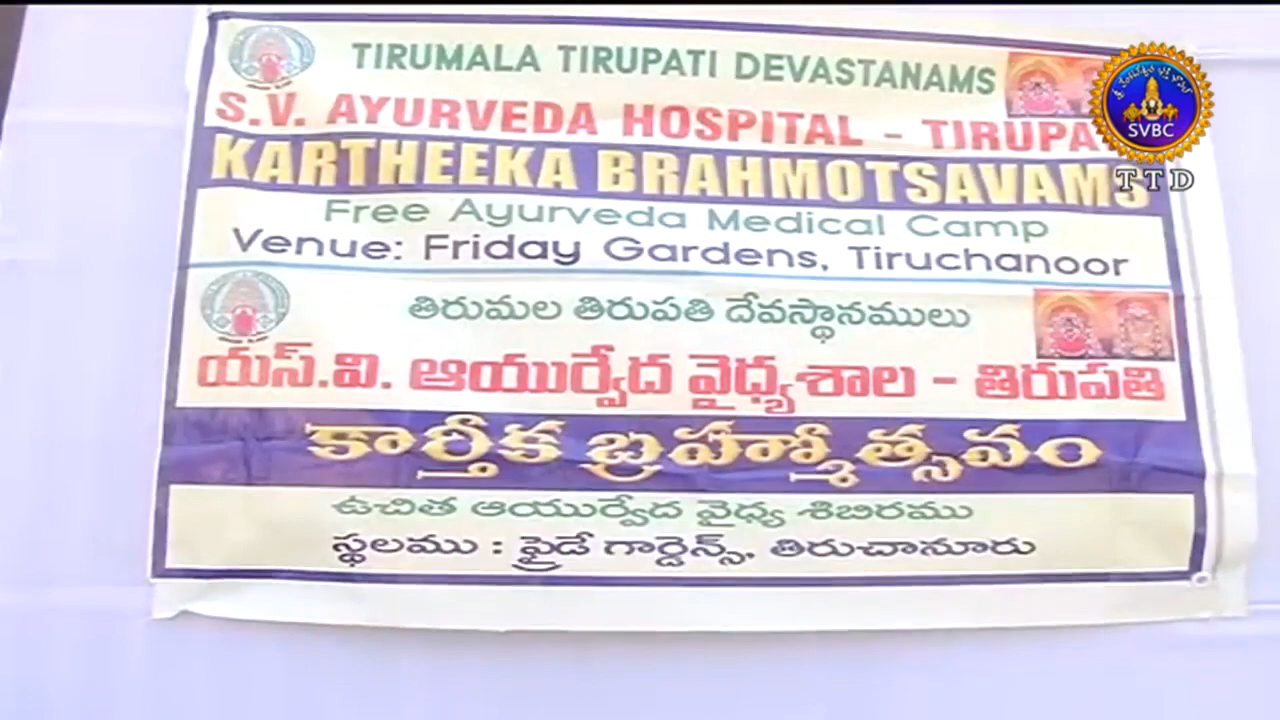 TIRUMALA TIRUPATI DEVASTANAMS
S.V. AYURVEDA HOSPITAL - TIRUPA
KARTHEEKA BRAHMOTSAVAMS
Free Ayurveda Medical Camp
Venue: Friday Gardens, Tiruchanoor
తిరుమల తిరుపతి దేవస్థానములు
యస్.వి. ఆయుర్వేద వైధ్యశాల - తిరుపతి
కార్తీక బ్రహ్మోత్సవం
ఉచిత ఆయుర్వేద వైధ్య శిబిరము
స్థలము : ఫ్రైడే గార్డెన్స్, తిరుచానూరు
SVBC
TTD